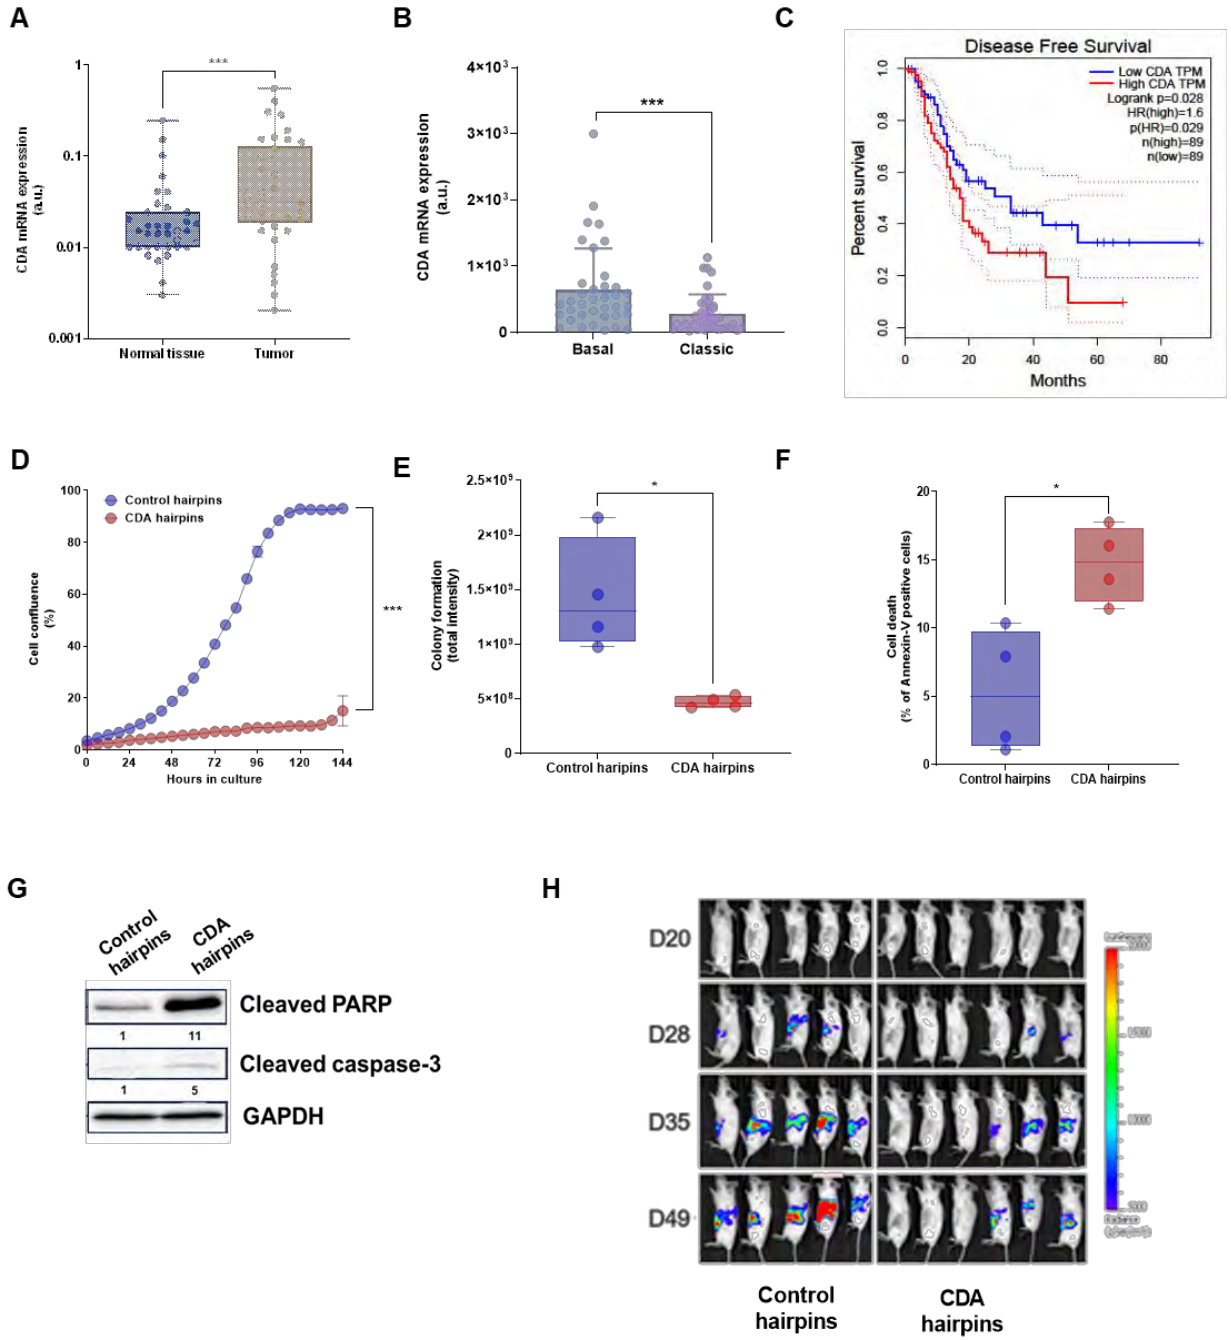 A
CDA mRNA expression
(a.u.)
1
0.1
0.01
0.001
***
Normal tissue
Tumor
B
CDA mRNA expression
(a.u.)
4×10³
3×10³
2×10³
1×10³
0
***
Basal
Classic
C
Disease Free Survival
Low CDA TPM
High CDA TPM
Logrank p=0.028
HR(high)=1.6
p(HR)=0.029
n(high)=89
n(low)=89
Percent survival
1.0
0.8
0.6
0.4
0.2
0.0
0 20 40 60 80
Months
D
Cell confluence
(%)
100
80
60
40
20
0
Control hairpins
CDA hairpins
***
0 24 48 72 96 120 144
Hours in culture
E
Colony formation
(total intensity)
2.5×10⁹
2×10⁹
1.5×10⁹
1×10⁹
5×10⁸
0
*
Control haripins
CDA hairpins
F
Cell death
(% of Annexin-V positive cells)
20
15
10
5
0
*
Control hairpins
CDA hairpins
G
Control
hairpins
CDA
hairpins
Cleaved PARP
1 11
Cleaved caspase-3
1 5
GAPDH
H
D20
D28
D35
D49
Control
hairpins
CDA
hairpins